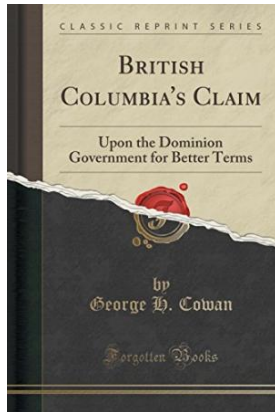 CLASSIC REPRINT SERIES
BRITISH
COLUMBIA'S CLAIM
Upon the Dominion
Government for Better Terms
by
George H. Cowan
Forgotten Books